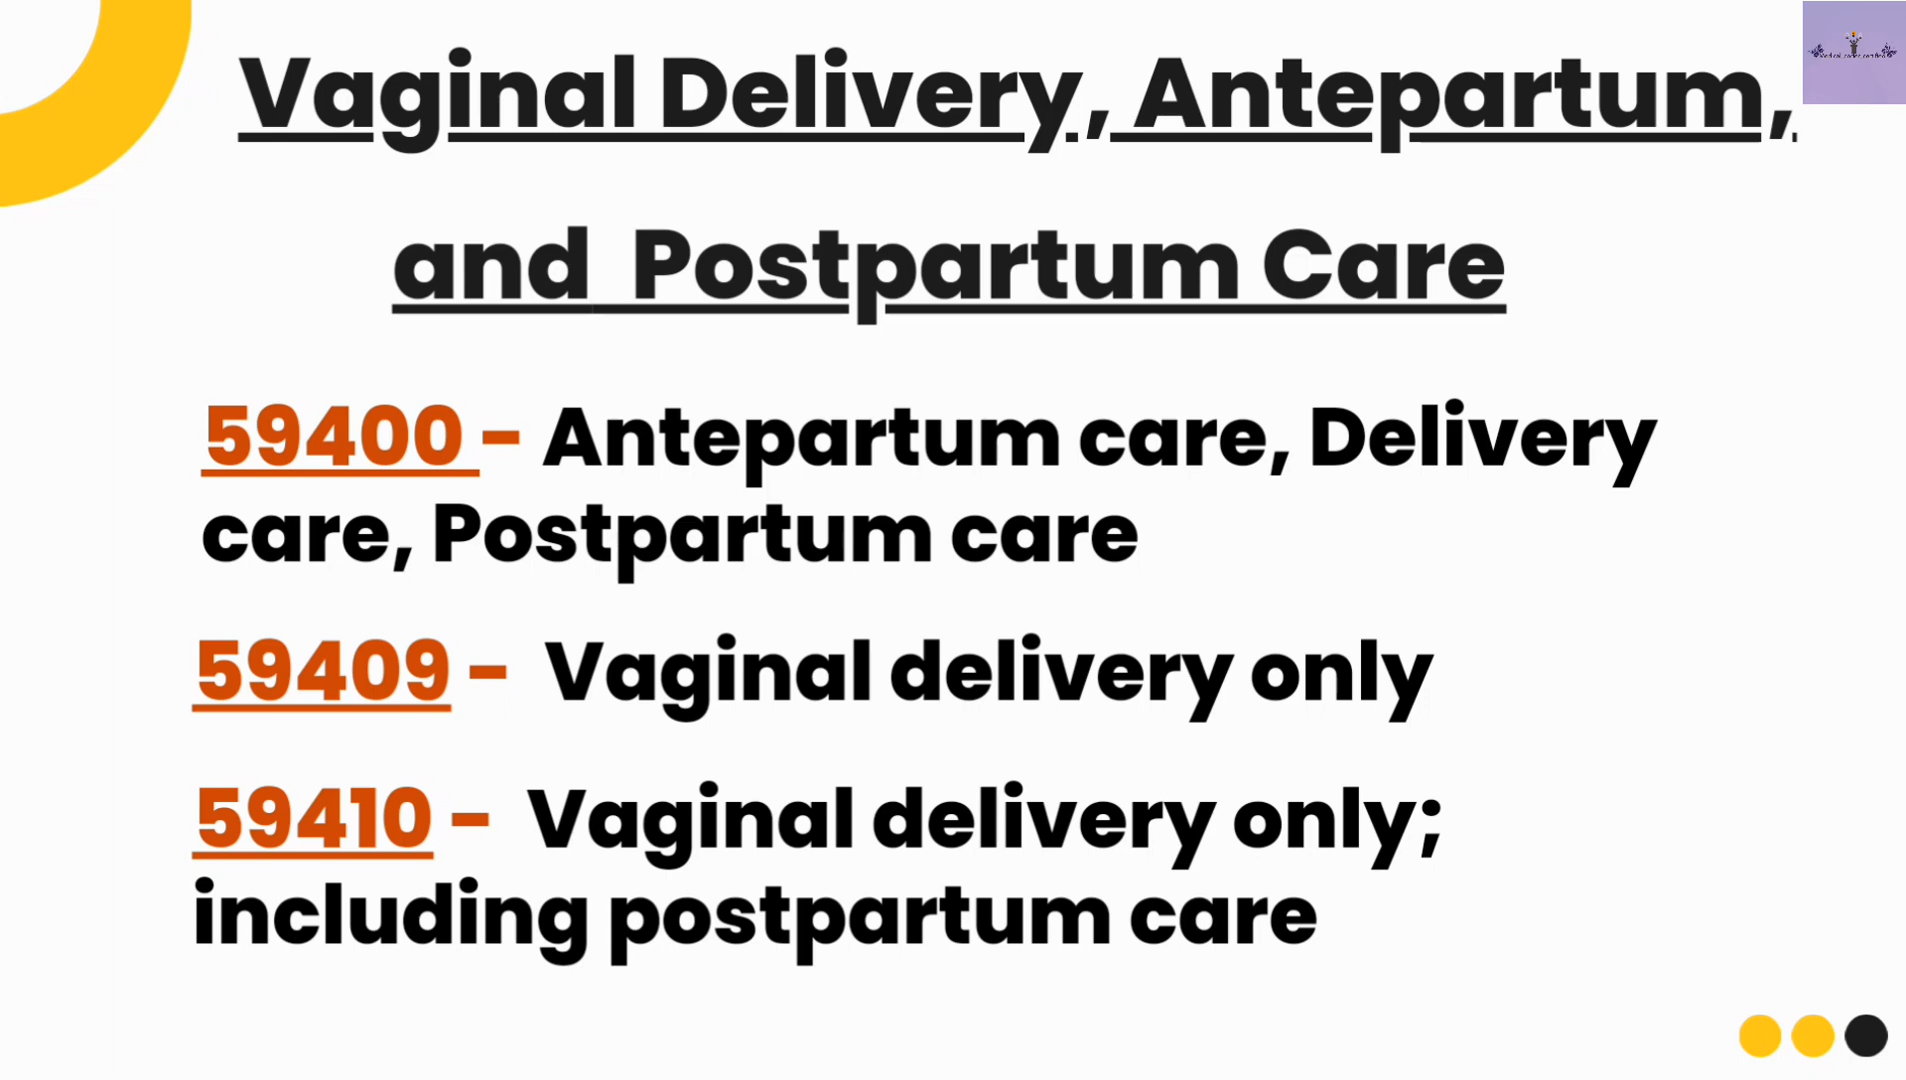 Vaginal Delivery, Antepartum,
and Postpartum Care
59400 - Antepartum care, Delivery
care, Postpartum care
59409 - Vaginal delivery only
59410 - Vaginal delivery only;
including postpartum care